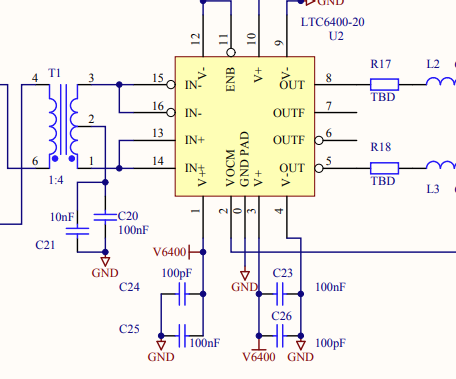 GND
LTC6400-20
U2
12
11
10
9
V-
ENB
V+
V-
T1
4
3
15
IN-
OUT
8
R17
TBD
L2
16
IN-
OUTF
7
2
13
IN+
OUTF
6
R18
6
1
14
IN+
OUT
5
TBD
L3
1:4
V+
VOCM
GND PAD
V+
V-
1
2
0
3
4
10nF
C20
100nF
C21
GND
V6400
100pF
GND
C23
C24
100nF
C26
C25
100nF
100pF
GND
V6400
GND